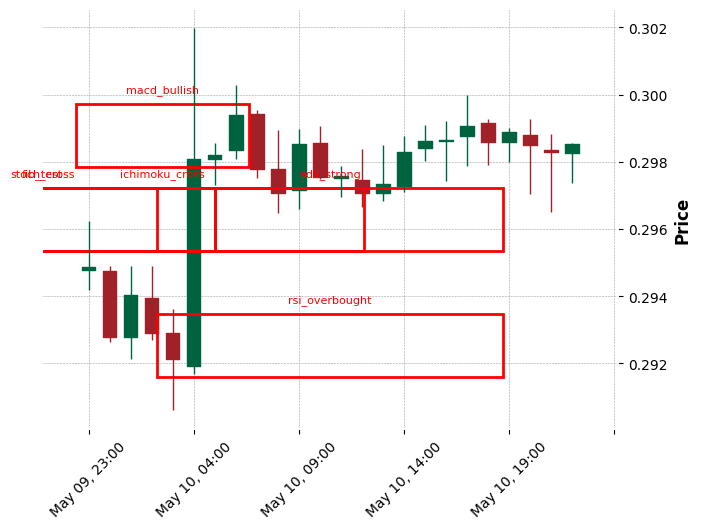 0.302
macd_bullish
0.300
0.298
ichimoku_cross
adx_strong
0.296
0.294
rsi_overbought
0.292
Price
May 09, 23:00
May 10, 04:00
May 10, 09:00
May 10, 14:00
May 10, 19:00